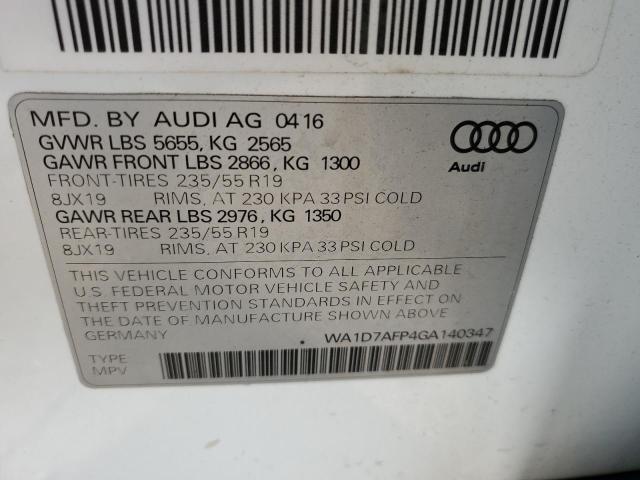 MFD. BY AUDI AG 04 16
GVWR LBS 5655, KG 2565
GAWR FRONT LBS 2866, KG 1300
FRONT-TIRES 235/55 R19
8JX19 RIMS, AT 230 KPA 33 PSI COLD
GAWR REAR LBS 2976, KG 1350
REAR-TIRES 235/55 R19
8JX19 RIMS, AT 230 KPA 33 PSI COLD
Audi
THIS VEHICLE CONFORMS TO ALL APPLICABLE
U.S. FEDERAL MOTOR VEHICLE SAFETY AND
THEFT PREVENTION STANDARDS IN EFFECT ON
THE DATE OF MANUFACTURE SHOWN ABOVE
GERMANY WA1D7AFP4GA140347
TYPE
MPV